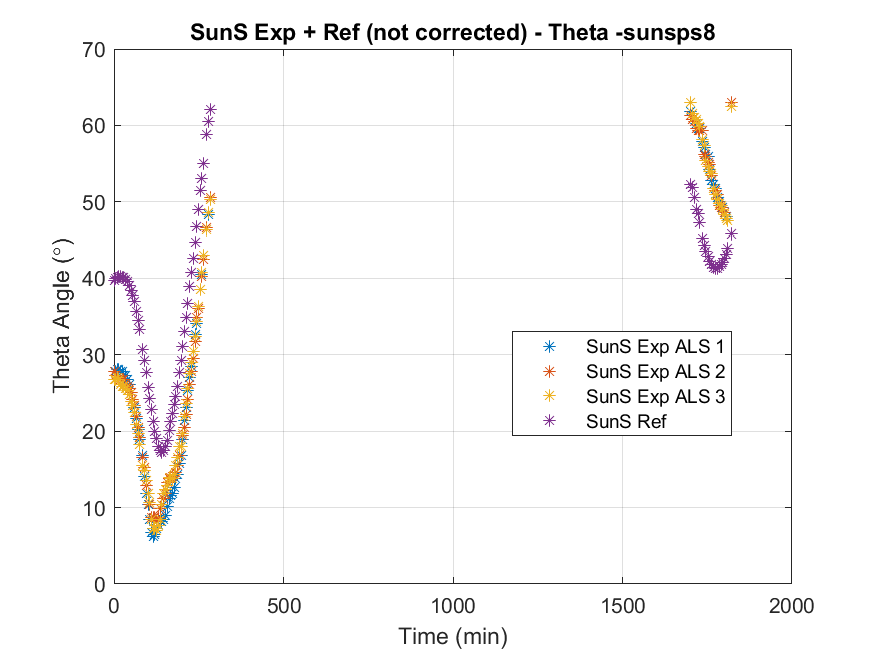 SunS Exp + Ref (not corrected) - Theta -sunsps8
70
60
50
40
30
20
10
0
Theta Angle (°)
0 500 1000 1500 2000
Time (min)
SunS Exp ALS 1
SunS Exp ALS 2
SunS Exp ALS 3
SunS Ref